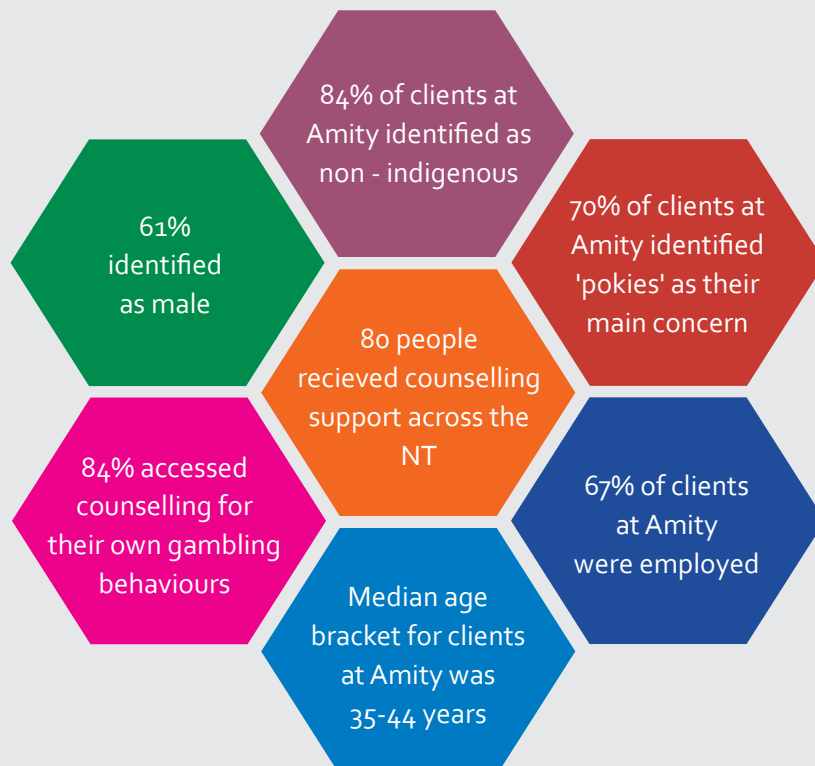 84% of clients at
Amity identified as
non - indigenous
61%
identified
as male
70% of clients at
Amity identified
'pokies' as their
main concern
80 people
recieved counselling
support across the
NT
84% accessed
counselling for
their own gambling
behaviours
67% of clients
at Amity
were employed
Median age
bracket for clients
at Amity was
35-44 years